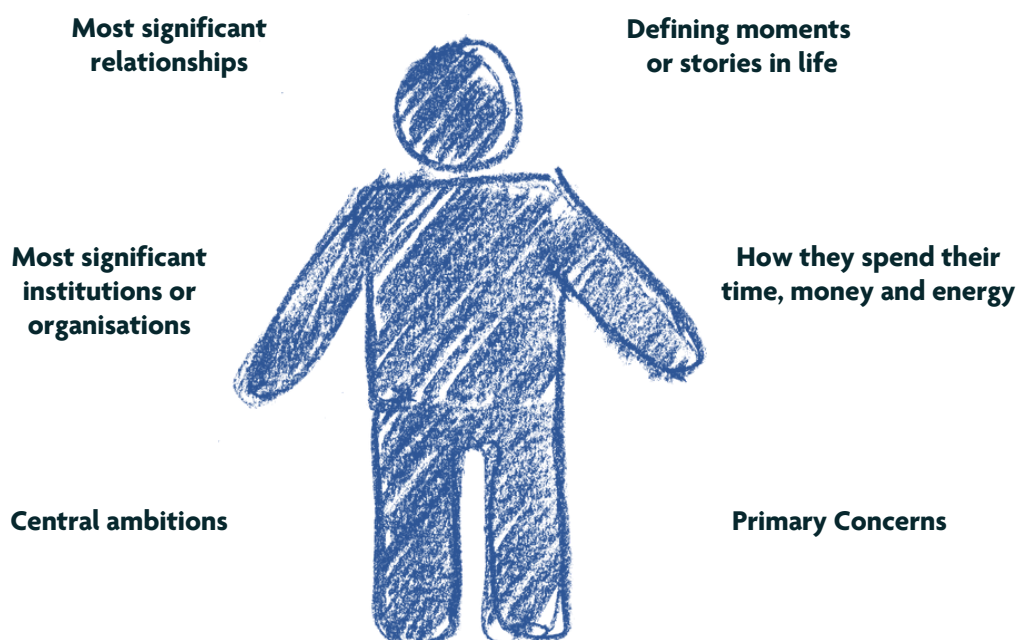 Most significant
relationships
Defining moments
or stories in life
Most significant
institutions or
organisations
How they spend their
time, money and energy
Central ambitions
Primary Concerns